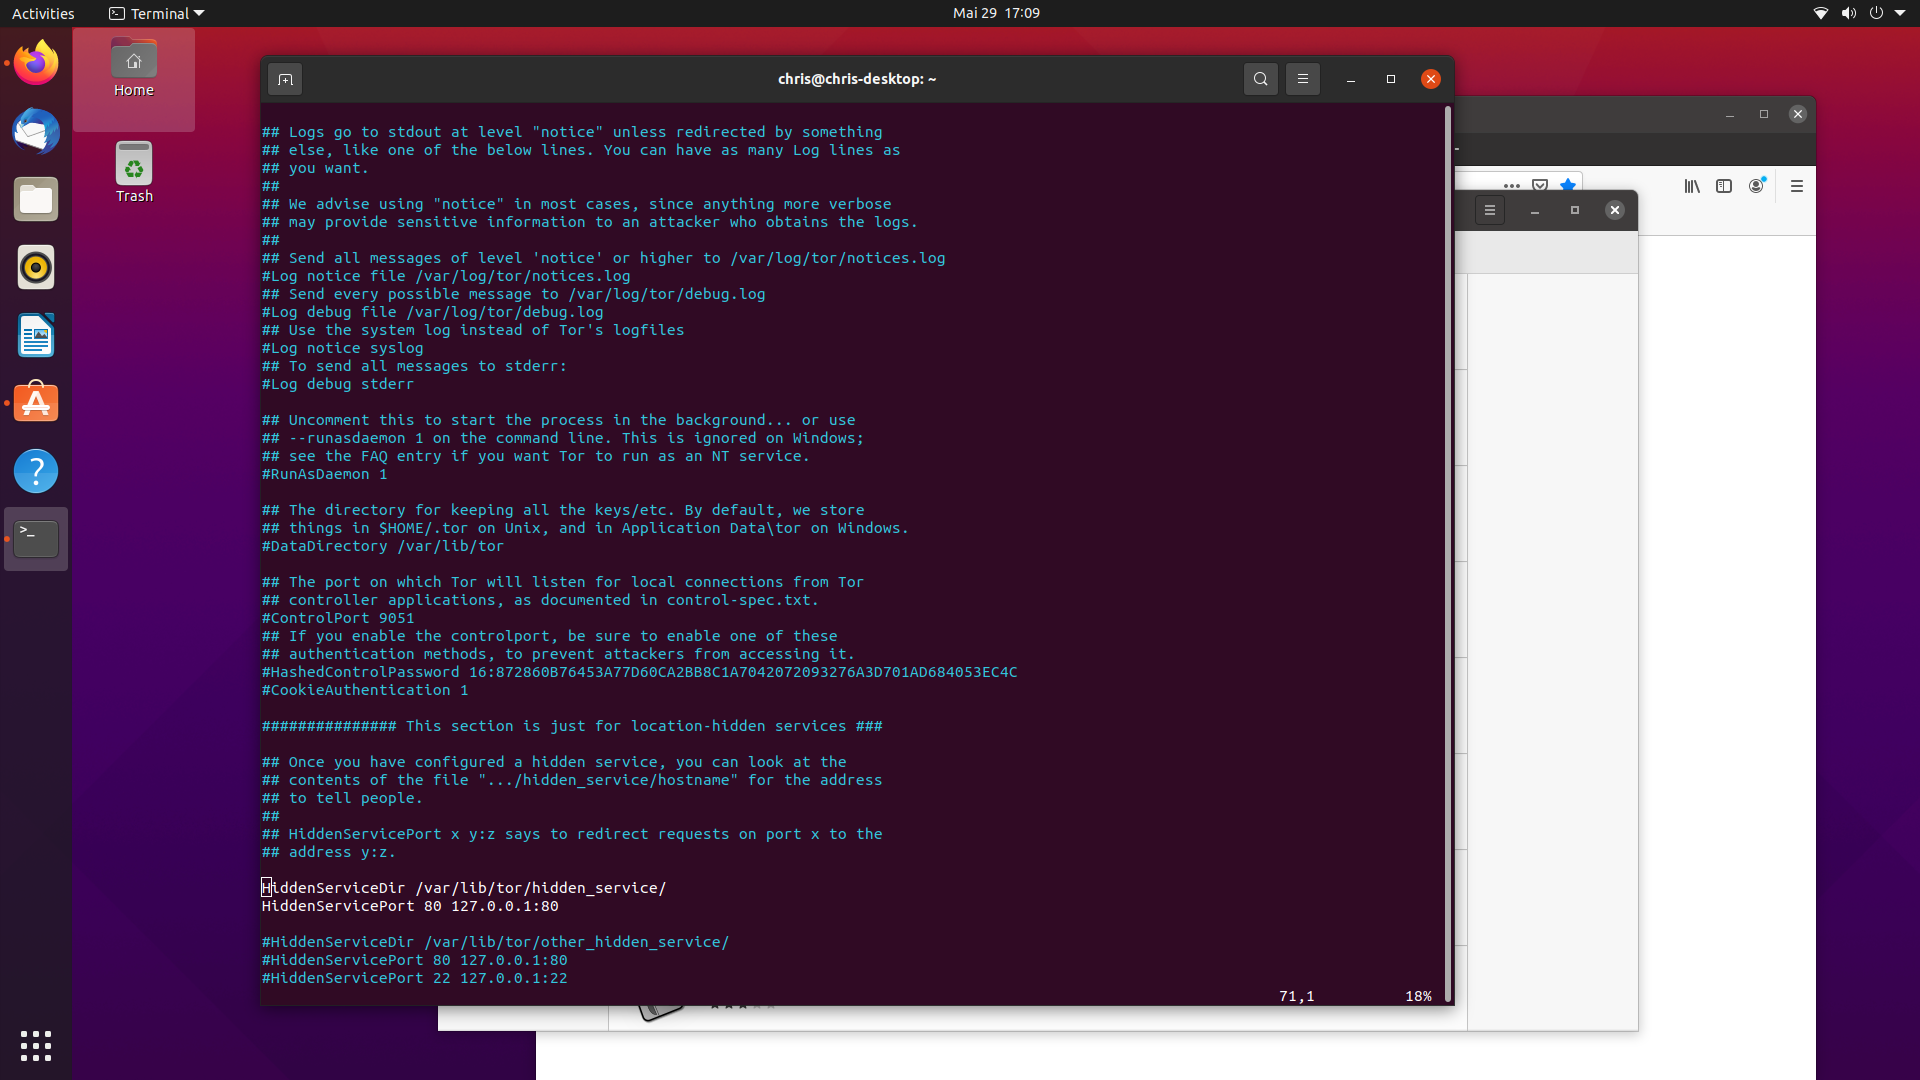 Activities
Terminal
Mai 29 17:09
Home
Trash
chris@chris-desktop: ~
## Logs go to stdout at level "notice" unless redirected by something
## else, like one of the below lines. You can have as many Log lines as
## you want.
##
## We advise using "notice" in most cases, since anything more verbose
## may provide sensitive information to an attacker who obtains the logs.
##
## Send all messages of level 'notice' or higher to /var/log/tor/notices.log
#Log notice file /var/log/tor/notices.log
## Send every possible message to /var/log/tor/debug.log
#Log debug file /var/log/tor/debug.log
## Use the system log instead of Tor's logfiles
#Log notice syslog
## To send all messages to stderr:
#Log debug stderr
## Uncomment this to start the process in the background... or use
## --runasdaemon 1 on the command line. This is ignored on Windows;
## see the FAQ entry if you want Tor to run as an NT service.
#RunAsDaemon 1
## The directory for keeping all the keys/etc. By default, we store
## things in $HOME/.tor on Unix, and in Application Data\tor on Windows.
#DataDirectory /var/lib/tor
## The port on which Tor will listen for local connections from Tor
## controller applications, as documented in control-spec.txt.
#ControlPort 9051
## If you enable the controlport, be sure to enable one of these
## authentication methods, to prevent attackers from accessing it.
#HashedControlPassword 16:872860B76453A77D60CA2BB8C1A7042072093276A3D701AD684053EC4C
#CookieAuthentication 1
############### This section is just for location-hidden services ###
## Once you have configured a hidden service, you can look at the
## contents of the file ".../hidden_service/hostname" for the address
## to tell people.
##
## HiddenServicePort x y:z says to redirect requests on port x to the
## address y:z.
HiddenServiceDir /var/lib/tor/hidden_service/
HiddenServicePort 80 127.0.0.1:80
#HiddenServiceDir /var/lib/tor/other_hidden_service/
#HiddenServicePort 80 127.0.0.1:80
#HiddenServicePort 22 127.0.0.1:22
71,1 18%